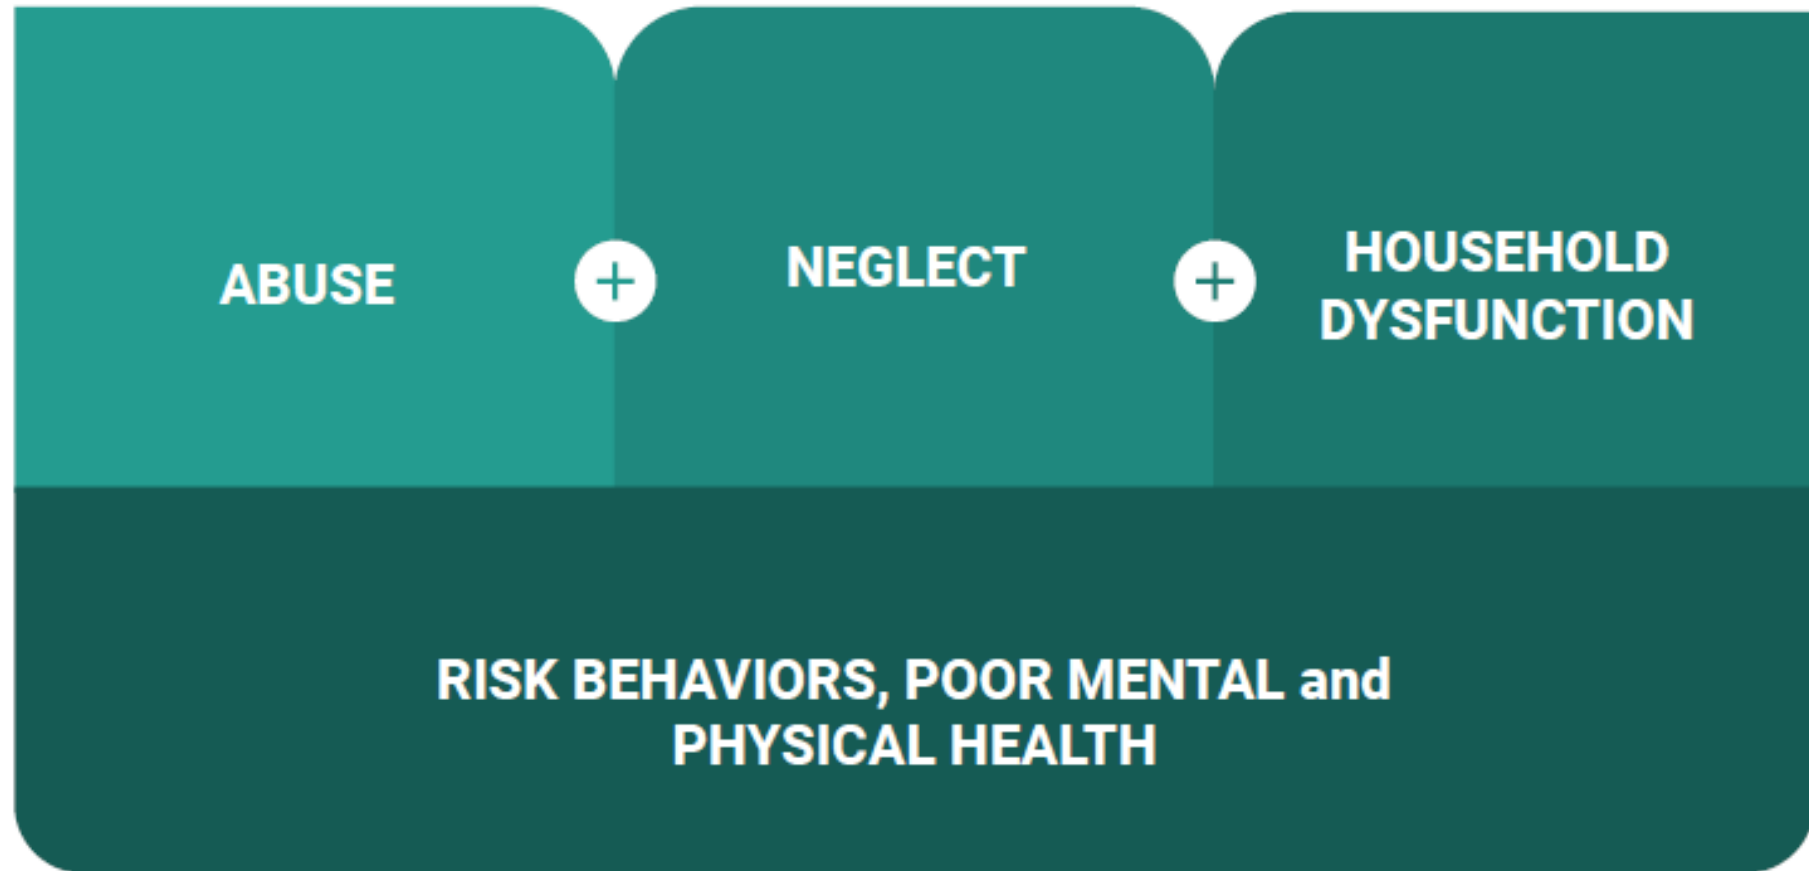 ABUSE
+
NEGLECT
+
HOUSEHOLD
DYSFUNCTION
RISK BEHAVIORS, POOR MENTAL and
PHYSICAL HEALTH